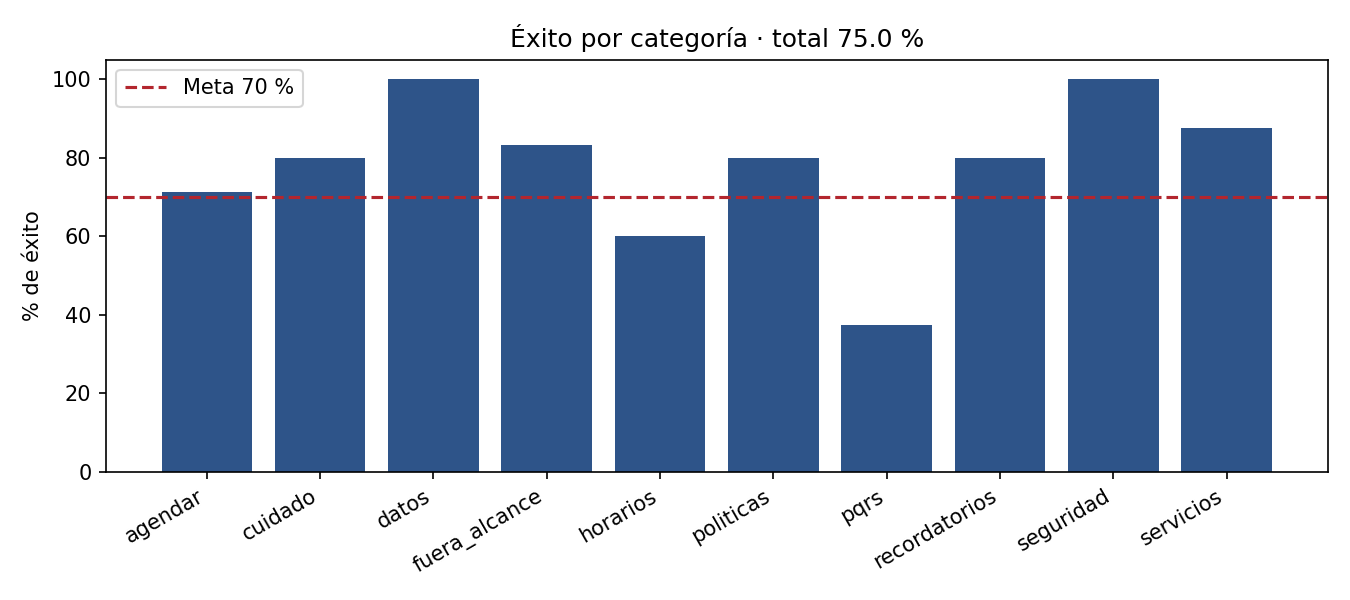 Éxito por categoría · total 75.0 %
Meta 70 %
% de éxito
100
80
60
40
20
0
agendar
cuidado
datos
fuera_alcance
horarios
politicas
pqrs
recordatorios
seguridad
servicios